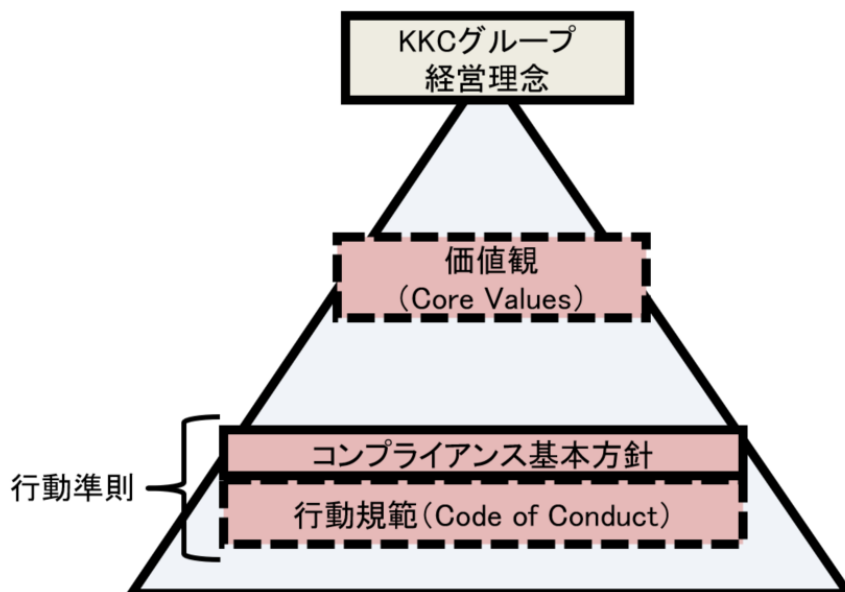 KKCグループ
経営理念
価値観
（Core Values）
行動準則
コンプライアンス基本方針
行動規範（Code of Conduct）